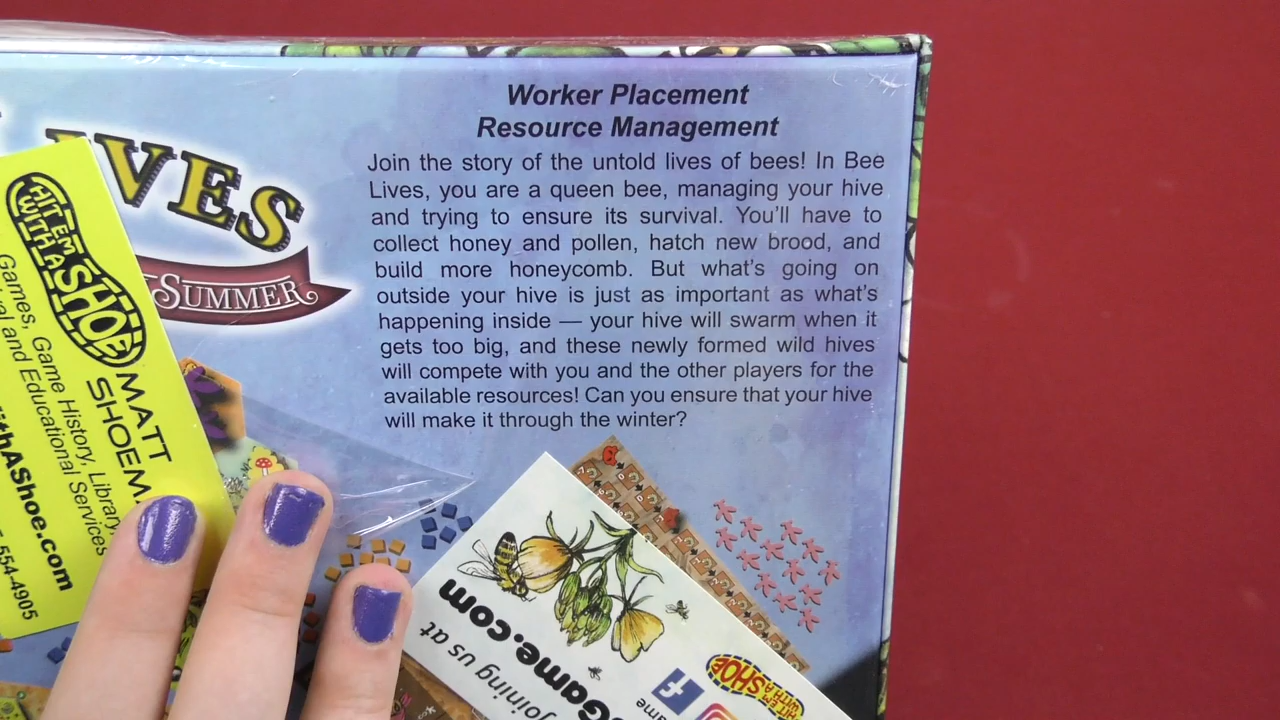 Worker Placement
Resource Management
Join the story of the untold lives of bees! In Bee
Lives, you are a queen bee, managing your hive
and trying to ensure its survival. You'll have to
collect honey and pollen, hatch new brood, and
build more honeycomb. But what's going on
outside your hive is just as important as what's
happening inside — your hive will swarm when it
gets too big, and these newly formed wild hives
will compete with you and the other players for the
available resources! Can you ensure that your hive
will make it through the winter?
IVES
SUMMER
HIT EM
WITH A
SHOE
MATT
SHOEM
Games, Game History, Library,
and Educational Services
ithAShoe.com
554-4905
joining us at
Game.com
HIT EM
WITH A
SHOE